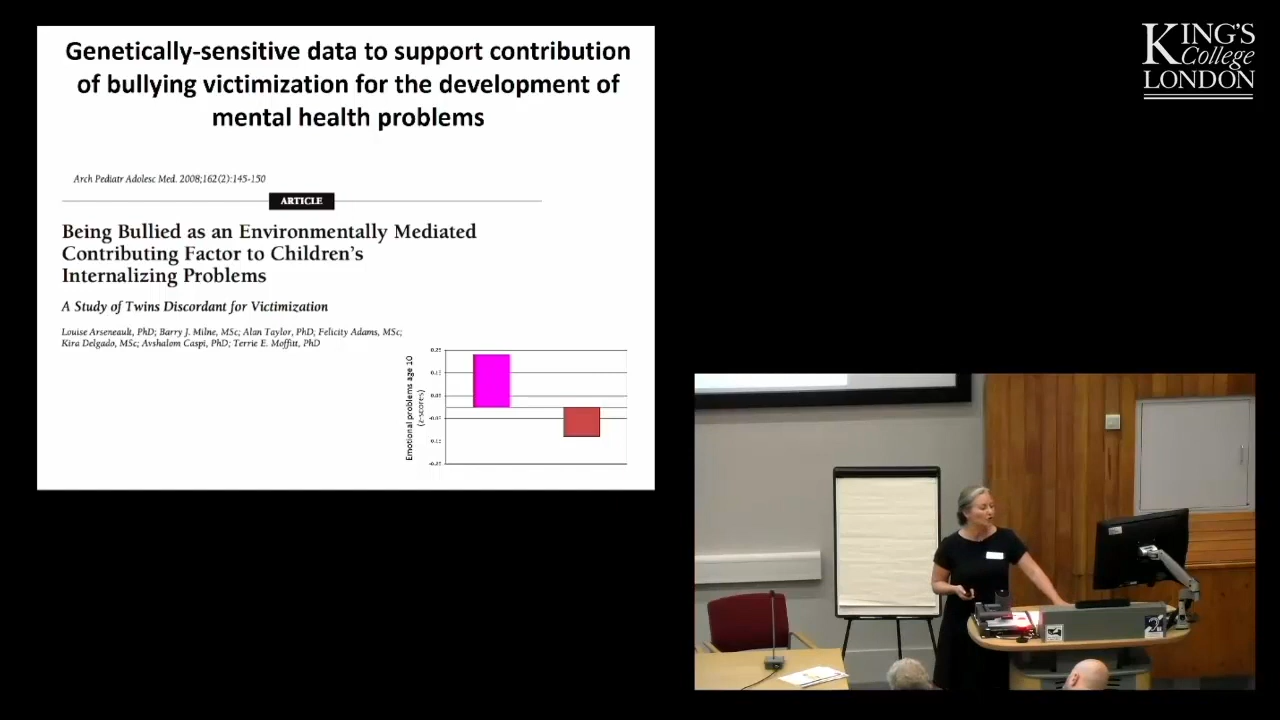 Genetically-sensitive data to support contribution
of bullying victimization for the development of
mental health problems
Arch Pediatr Adolesc Med. 2008;162(2):145-150
ARTICLE
Being Bullied as an Environmentally Mediated
Contributing Factor to Children's
Internalizing Problems
A Study of Twins Discordant for Victimization
Louise Arseneault, PhD; Barry J. Milne, MSc; Alan Taylor, PhD, Felicity Adams, MSc;
Kira Delgado, MSc; Avshalom Caspi, PhD; Terrie E. Moffitt, PhD
Emotional problems age 10
(z-scores)
KING'S
College
LONDON